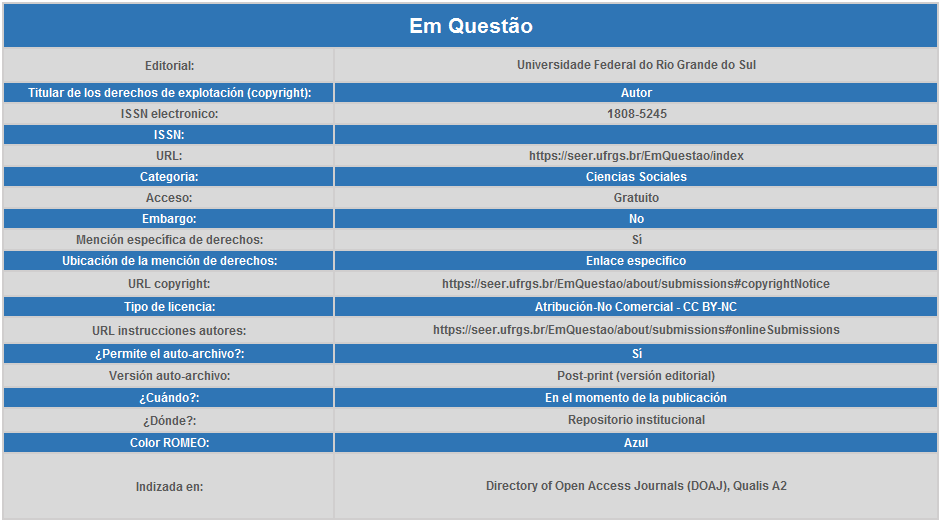 Em Questão
Editorial: Universidade Federal do Rio Grande do Sul
Titular de los derechos de explotación (copyright): Autor
ISSN electronico: 1808-5245
ISSN:
URL: https://seer.ufrgs.br/EmQuestao/index
Categoria: Ciencias Sociales
Acceso: Gratuito
Embargo: No
Mención específica de derechos: Sí
Ubicación de la mención de derechos: Enlace especifico
URL copyright: https://seer.ufrgs.br/EmQuestao/about/submissions#copyrightNotice
Tipo de licencia: Atribución-No Comercial - CC BY-NC
URL instrucciones autores: https://seer.ufrgs.br/EmQuestao/about/submissions#onlineSubmissions
¿Permite el auto-archivo?: Sì
Versión auto-archivo: Post-print (versión editorial)
¿Cuándo?: En el momento de la publicación
¿Dónde?: Repositorio institucional
Color ROMEO: Azul
Indizada en: Directory of Open Access Journals (DOAJ), Qualis A2